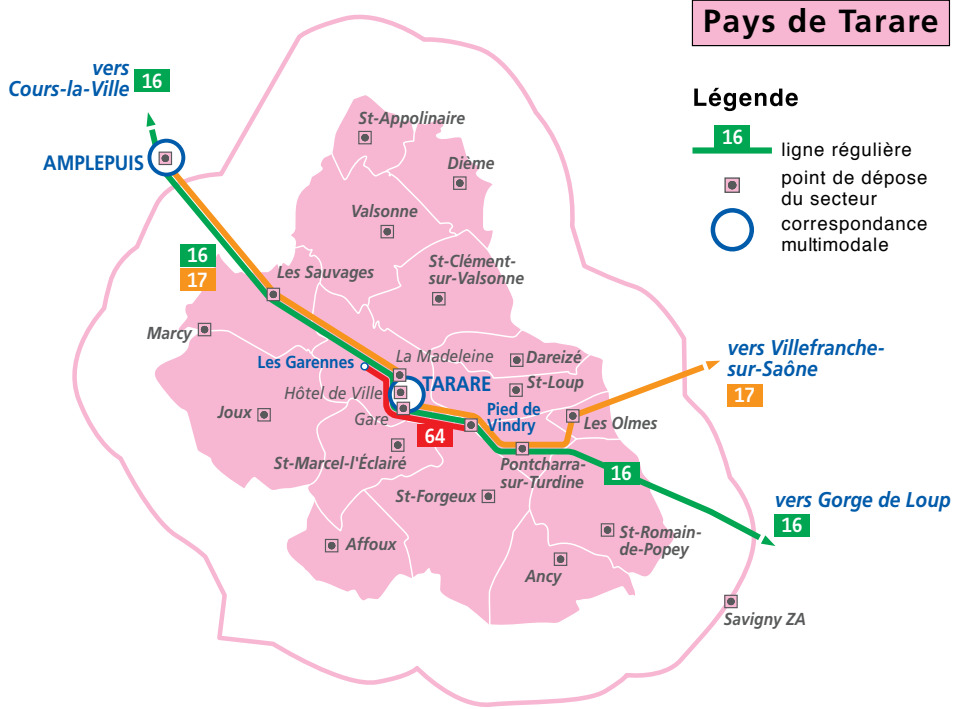 Pays de Tarare
vers
Cours-la-Ville
16
AMPLEPUIS
16
17
Légende
16
ligne régulière
point de dépose
du secteur
correspondance
multimodale
St-Appolinaire
Dième
Valsonne
St-Clément-
sur-Valsonne
Les Sauvages
Marcy
Les Garennes
La Madeleine
Dareizé
Hôtel de Ville
TARARE
St-Loup
Joux
Gare
64
Pied de
Vindry
Les Olmes
vers Villefranche-
sur-Saône
17
St-Marcel-l'Éclairé
Pontcharra-
sur-Turdine
16
St-Forgeux
vers Gorge de Loup
16
Affoux
St-Romain-
de-Popey
Ancy
Savigny ZA